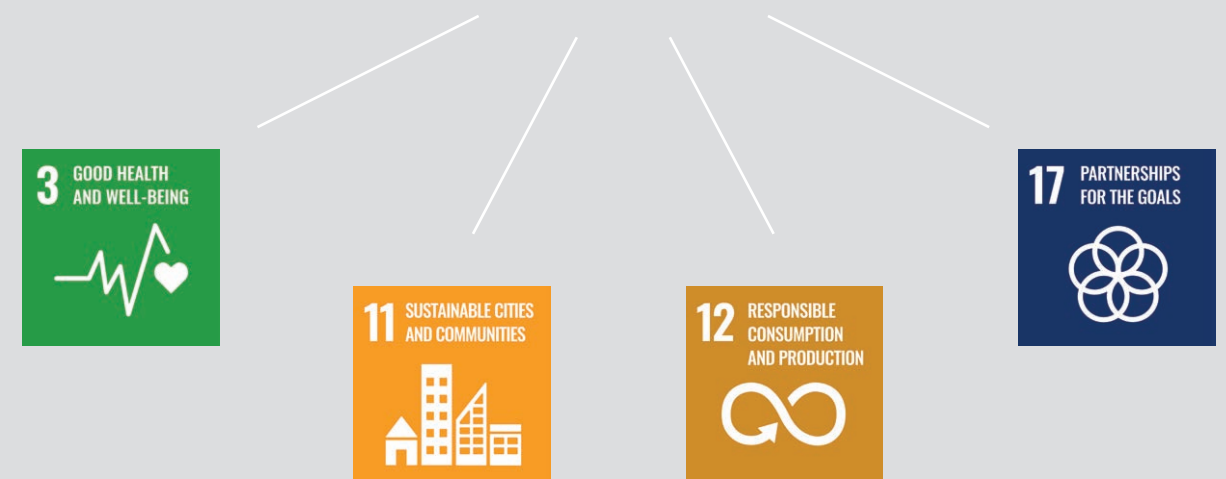 3 GOOD HEALTH
AND WELL-BEING
11 SUSTAINABLE CITIES
AND COMMUNITIES
12 RESPONSIBLE
CONSUMPTION
AND PRODUCTION
17 PARTNERSHIPS
FOR THE GOALS